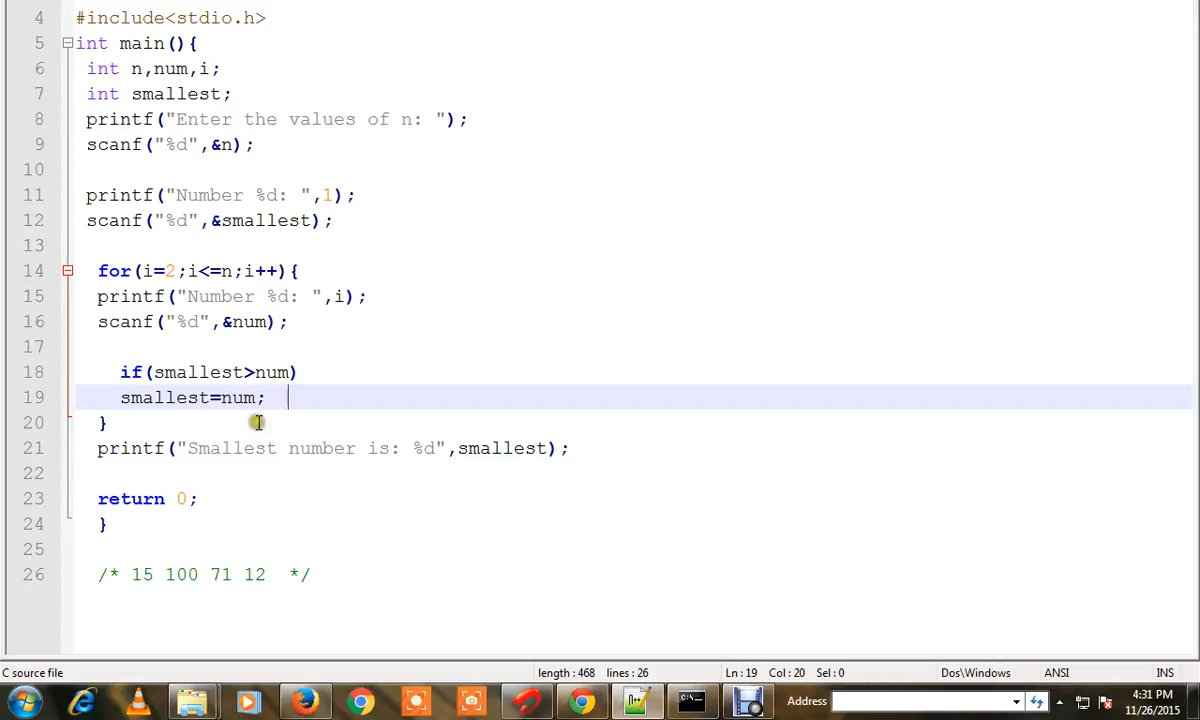 4 #include<stdio.h>
5 int main(){
6 int n,num,i;
7 int smallest;
8 printf("Enter the values of n: ");
9 scanf("%d",&n);
10
11 printf("Number %d: ",1);
12 scanf("%d",&smallest);
13
14 for(i=2;i<=n;i++){
15 printf("Number %d: ",i);
16 scanf("%d",&num);
17
18 if(smallest>num)
19 smallest=num;
20 }
21 printf("Smallest number is: %d",smallest);
22
23 return 0;
24 }
25
26 /* 15 100 71 12 */
C source file length : 468 lines : 26 Ln : 19 Col : 20 Sel : 0 Dos\Windows ANSI INS
Address 4:31 PM
11/26/2015